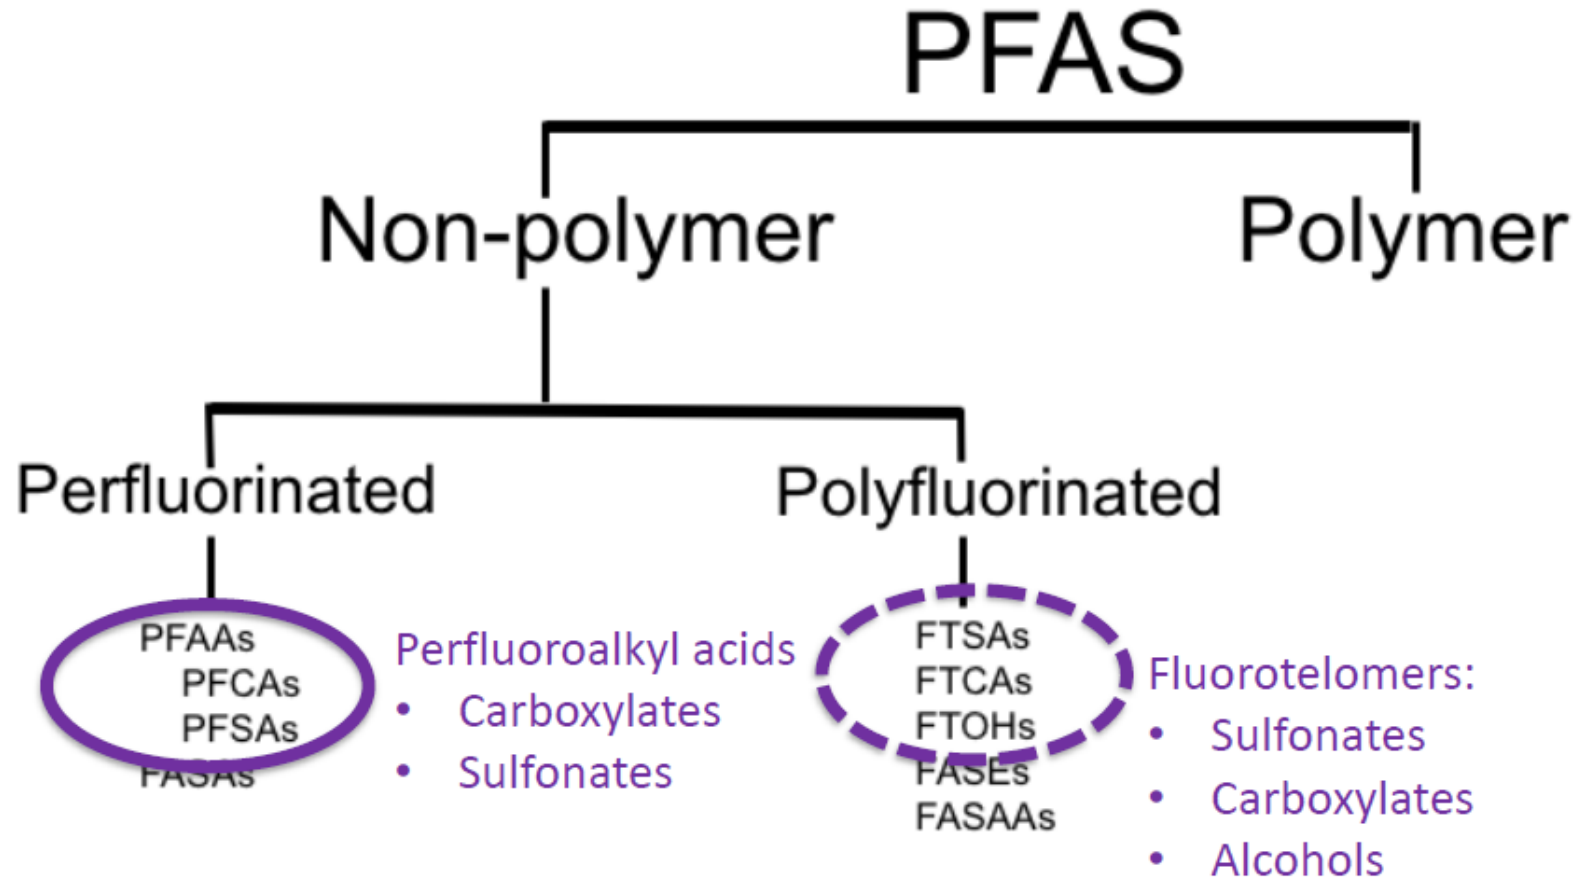 PFAS
Non-polymer
Polymer
Perfluorinated
Polyfluorinated
PFAAs
PFCAs
PFSAs
FASAs
Perfluoroalkyl acids
• Carboxylates
• Sulfonates
FTSAs
FTCAs
FTOHs
FASEs
FASAAs
Fluorotelomers:
• Sulfonates
• Carboxylates
• Alcohols